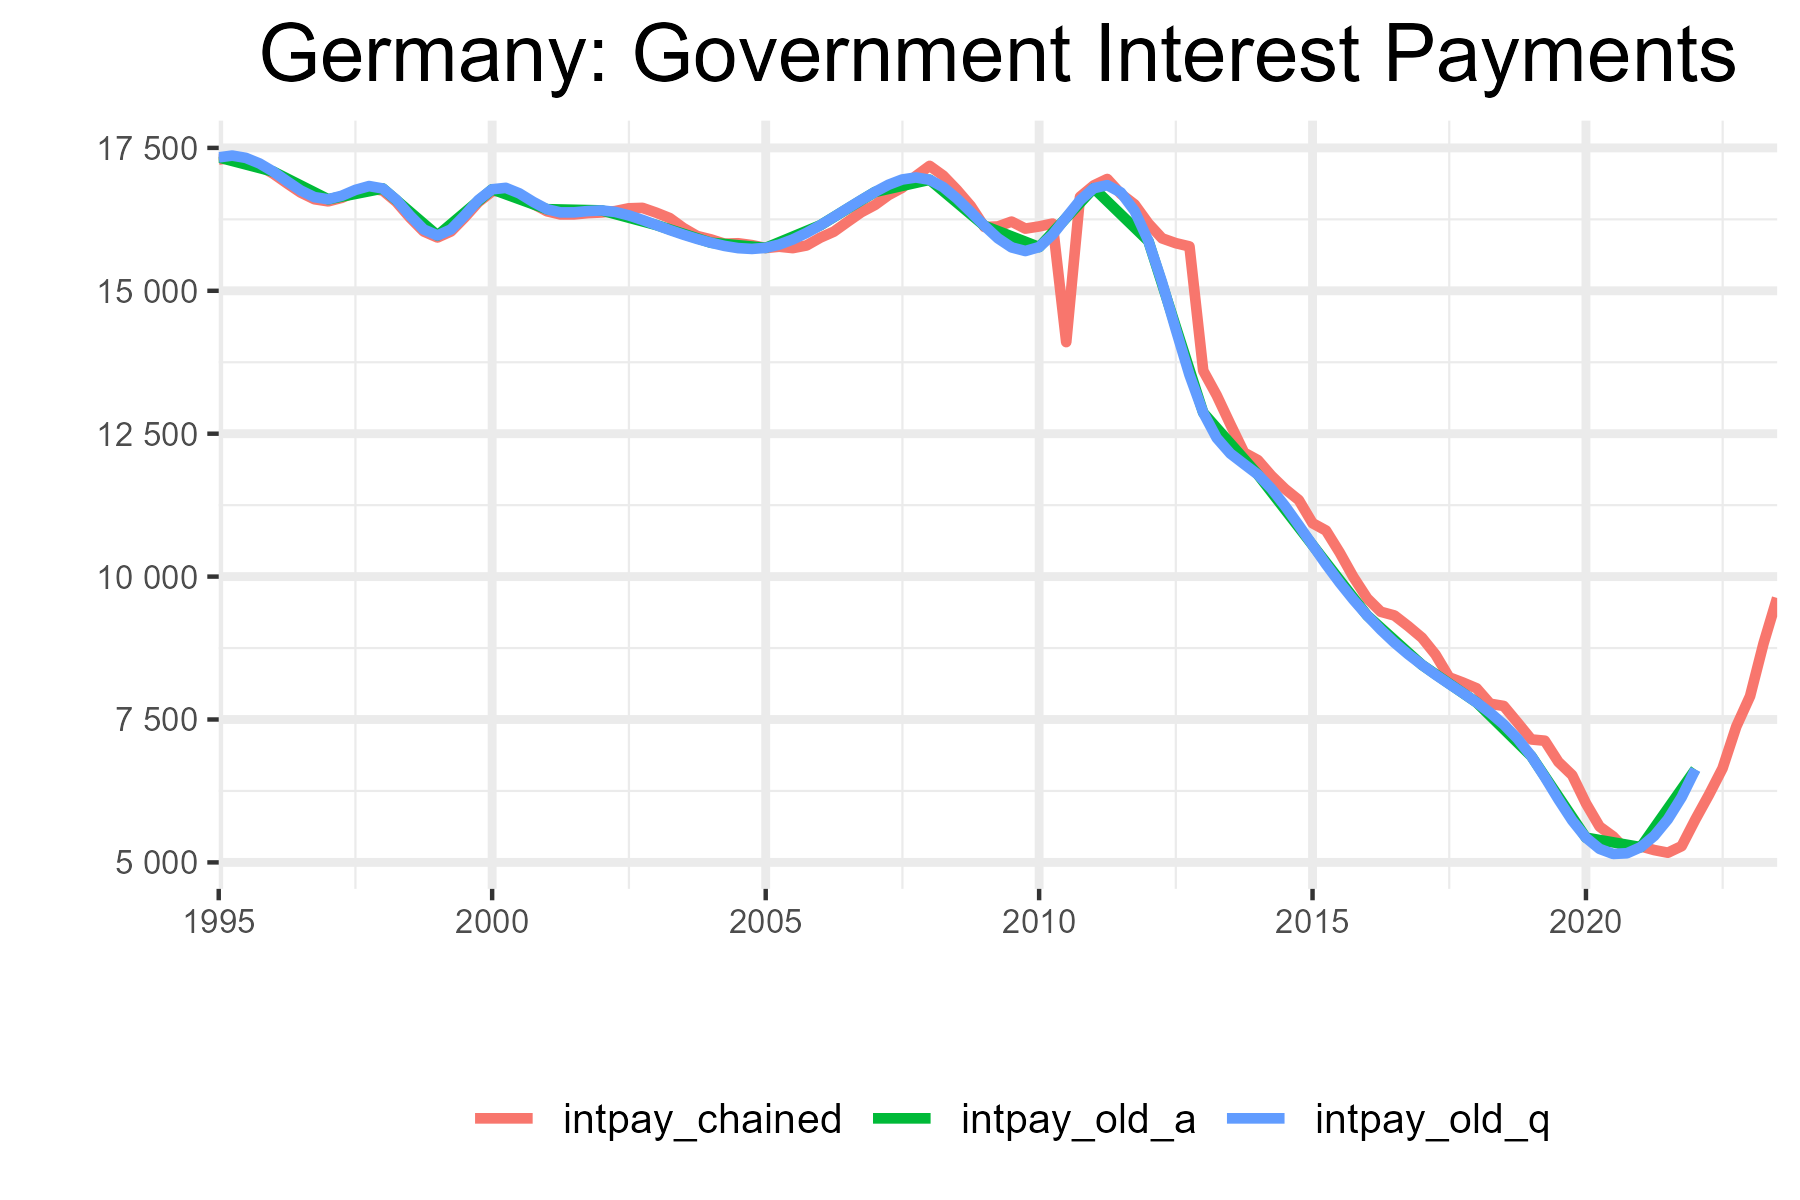 Germany: Government Interest Payments
17 500
15 000
12 500
10 000
7 500
5 000
1995 2000 2005 2010 2015 2020
intpay_chained intpay_old_a intpay_old_q